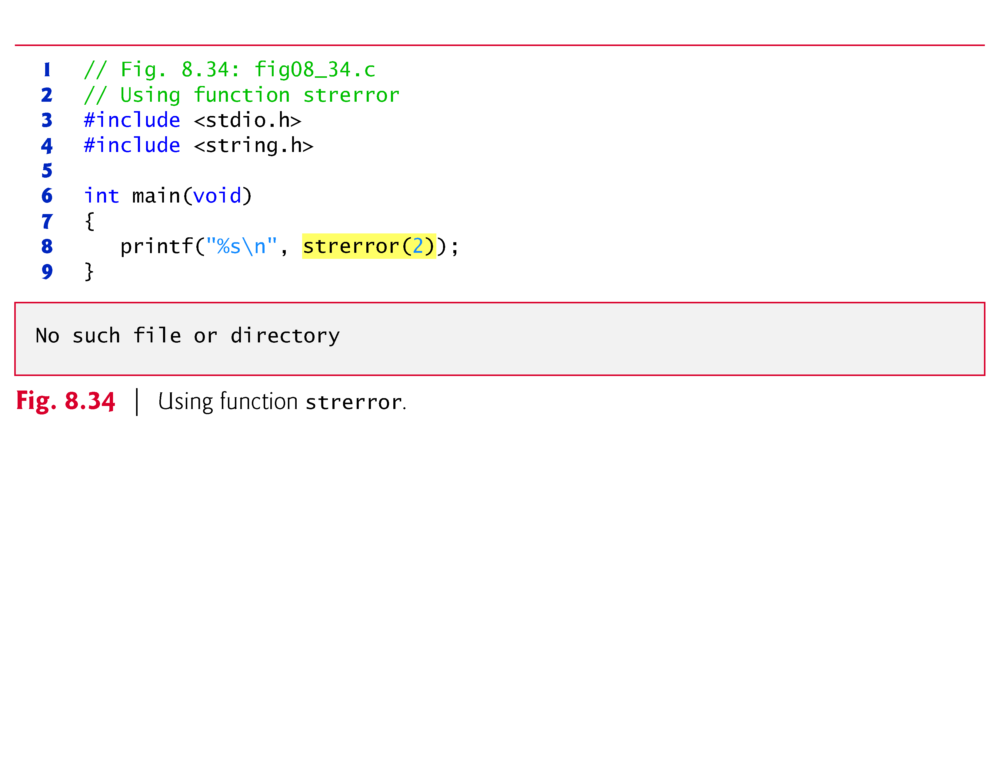 1 // Fig. 8.34: fig08_34.c
2 // Using function strerror
3 #include <stdio.h>
4 #include <string.h>
5
6 int main(void)
7 {
8    printf("%s\n", strerror(2));
9 }
No such file or directory
Fig. 8.34 | Using function strerror.